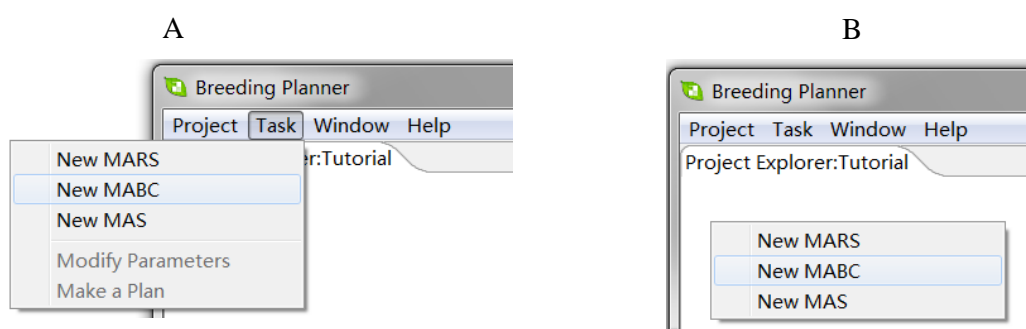 A
Breeding Planner
Project Task Window Help
r:Tutorial
New MARS
New MABC
New MAS
Modify Parameters
Make a Plan
B
Breeding Planner
Project Task Window Help
Project Explorer:Tutorial
New MARS
New MABC
New MAS